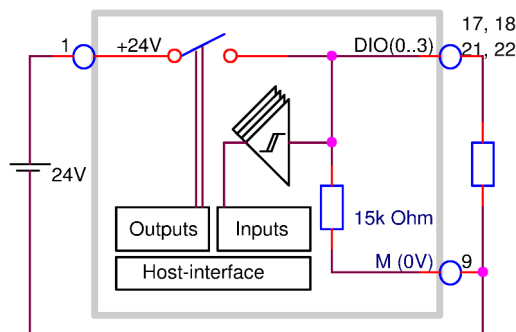 17, 18
1 +24V DIO(0..3) 21, 22
24V
Outputs Inputs 15k Ohm
Host-interface M (0V) 9